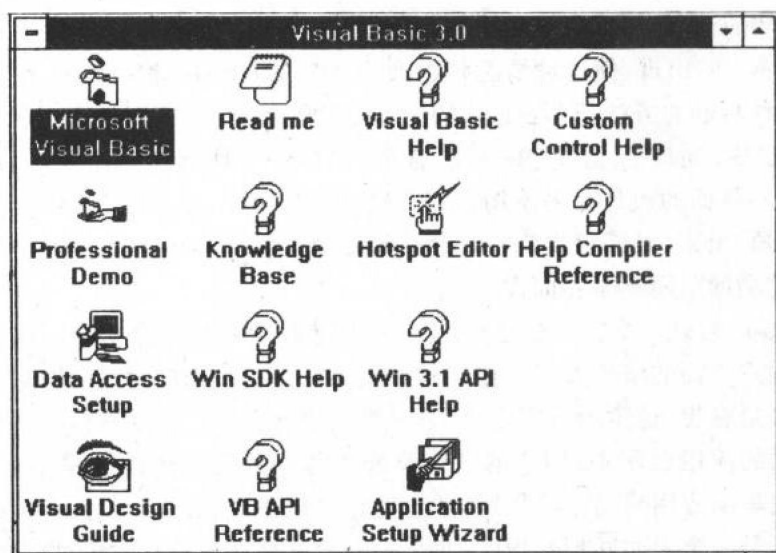 Visual Basic 3.0
Microsoft
Visual Basic
Read me
Visual Basic
Help
Custom
Control Help
Professional
Demo
Knowledge
Base
Hotspot Editor
Help Compiler
Reference
Data Access
Setup
Win SDK Help
Win 3.1 API
Help
Visual Design
Guide
VB API
Reference
Application
Setup Wizard